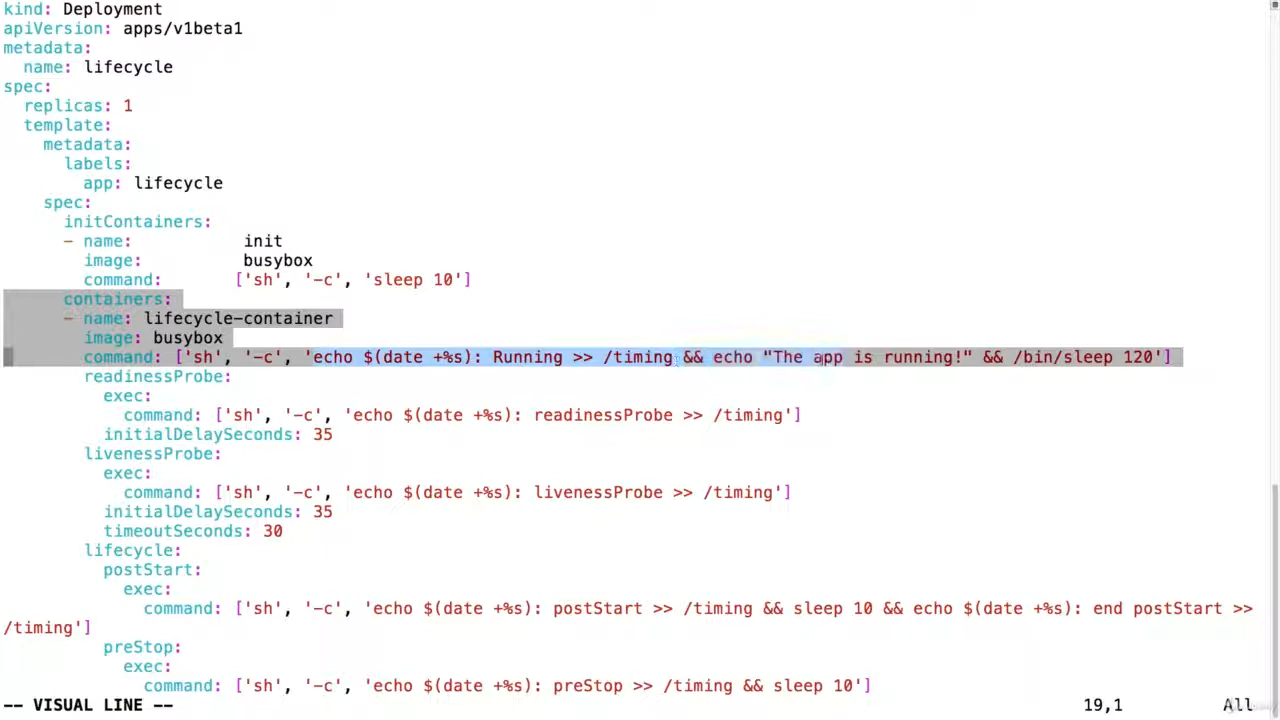 kind: Deployment
apiVersion: apps/v1beta1
metadata:
  name: lifecycle
spec:
  replicas: 1
  template:
    metadata:
      labels:
        app: lifecycle
    spec:
      initContainers:
      - name:           init
        image:          busybox
        command:       ['sh', '-c', 'sleep 10']
      containers:
      - name: lifecycle-container
        image: busybox
        command: ['sh', '-c', 'echo $(date +%s): Running >> /timing && echo "The app is running!" && /bin/sleep 120']
        readinessProbe:
          exec:
            command: ['sh', '-c', 'echo $(date +%s): readinessProbe >> /timing']
          initialDelaySeconds: 35
        livenessProbe:
          exec:
            command: ['sh', '-c', 'echo $(date +%s): livenessProbe >> /timing']
          initialDelaySeconds: 35
          timeoutSeconds: 30
        lifecycle:
          postStart:
            exec:
              command: ['sh', '-c', 'echo $(date +%s): postStart >> /timing && sleep 10 && echo $(date +%s): end postStart >>
/timing']
          preStop:
            exec:
              command: ['sh', '-c', 'echo $(date +%s): preStop >> /timing && sleep 10']
-- VISUAL LINE --                    19,1          All